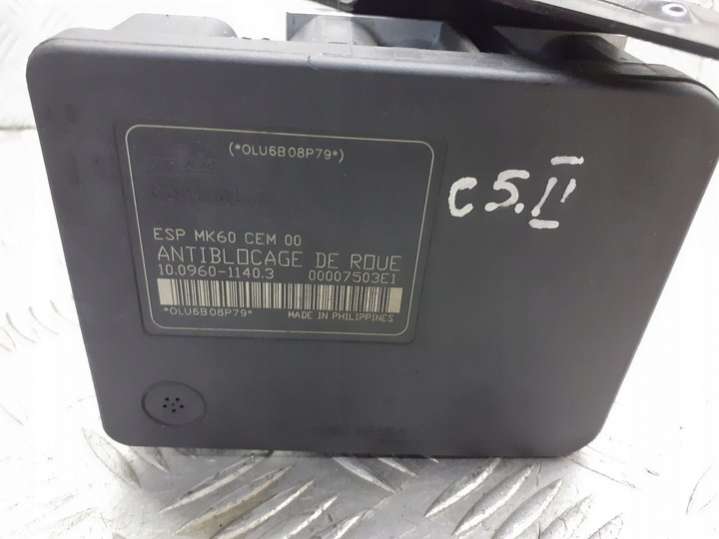 (*OLU6B08P79*)
C5.II
ESP MK60 CEM 00
ANTIBLOCAGE DE ROUE
10.0960-1140.3 00007503E1
*OLU6B08P79* MADE IN PHILIPPINES